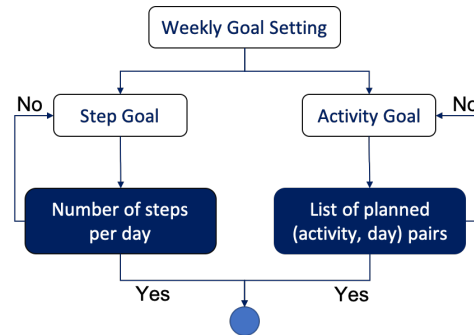 Weekly Goal Setting
No
Step Goal
Activity Goal
No
Number of steps
per day
List of planned
(activity, day) pairs
Yes
Yes